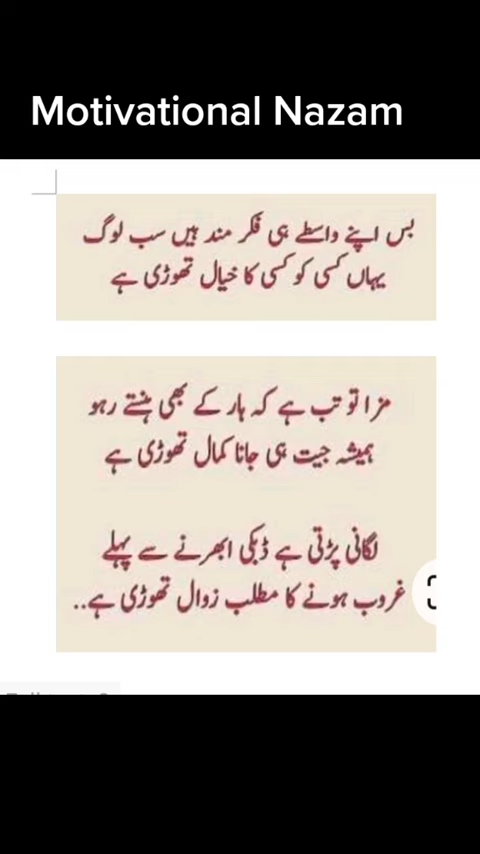 Motivational Nazam
بس اپنے واسطے ہی فکر مند ہیں سب لوگ
یہاں کسی کو کسی کا خیال تھوڑی ہے
مزا تو تب ہے کہ ہار کے بھی ہنستے رہو
ہمیشہ جیت ہی جانا کمال تھوڑی ہے
لگانی پڑتی ہے ڈبکی ابھرنے سے پہلے
غروب ہونے کا مطلب زوال تھوڑی ہے..